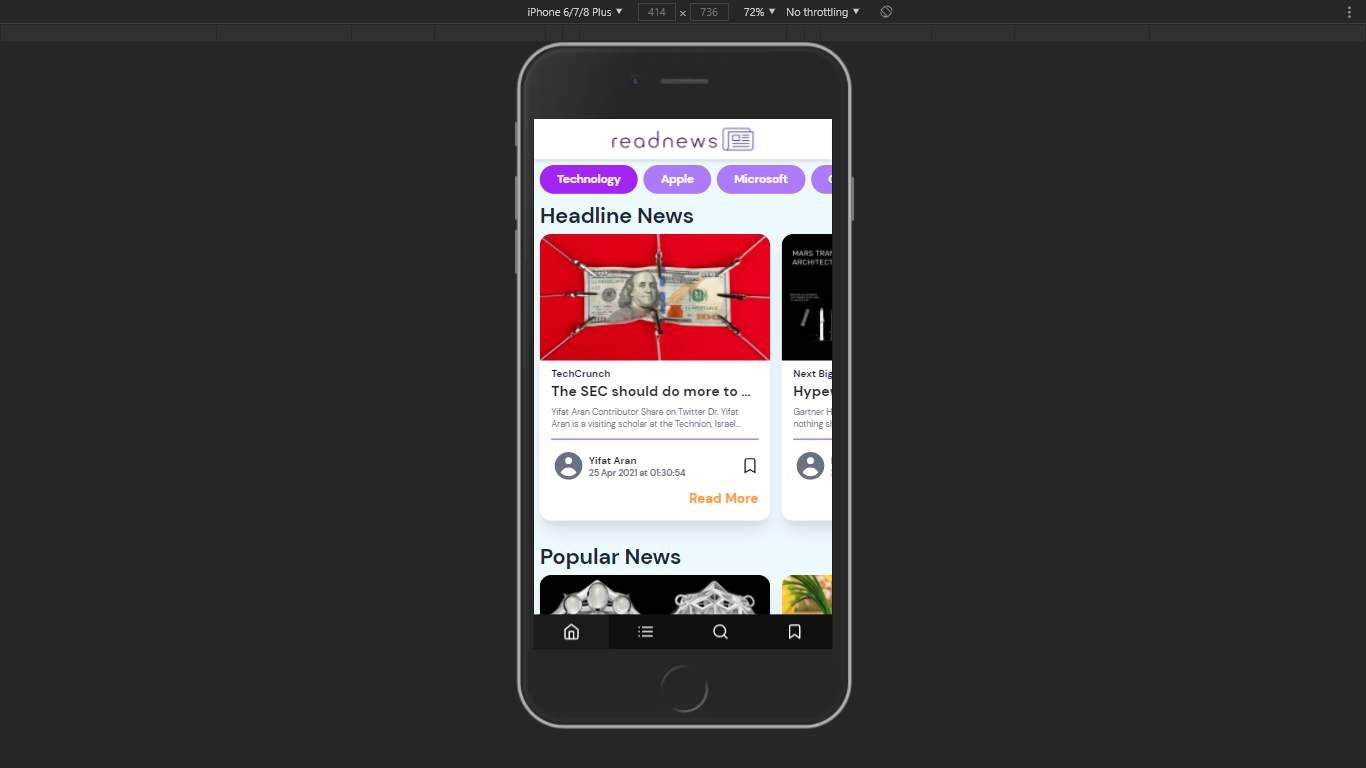 iPhone 6/7/8 Plus ▼ 414 × 736 72% ▼ No throttling ▼
readnews
Technology Apple Microsoft
Headline News
MARS TRAN
ARCHITECT
TechCrunch
The SEC should do more to ...
Yifat Aran Contributor Share on Twitter Dr. Yifat
Aran is a visiting scholar at the Technion, Israel...
Yifat Aran
25 Apr 2021 at 01:30:54
Read More
Next Big
Hypew
Gartner H
nothing sh
Popular News